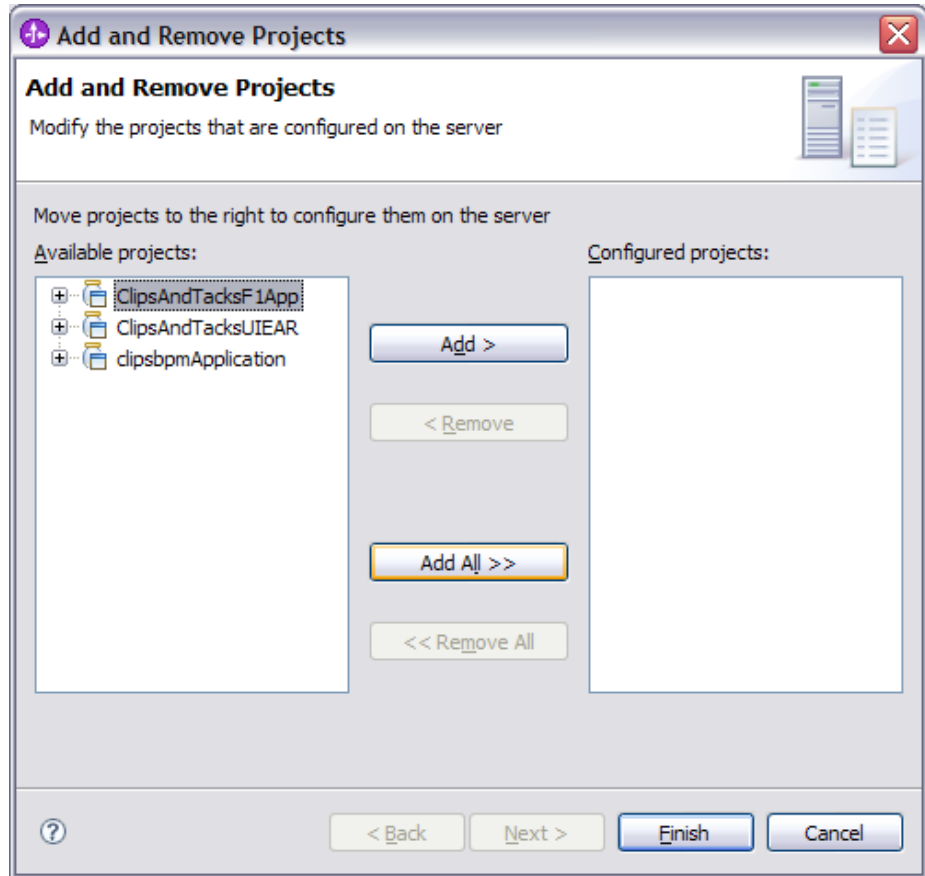 Add and Remove Projects
Add and Remove Projects
Modify the projects that are configured on the server
Move projects to the right to configure them on the server
Available projects:
Configured projects:
ClipsAndTacksF1App
ClipsAndTacksUIEAR
clipsbpmApplication
Add >
< Remove
Add All >>
<< Remove All
?
< Back
Next >
Finish
Cancel